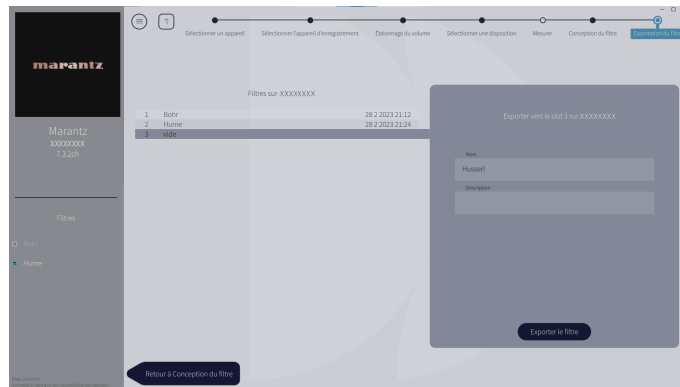 ?
Sélectionner un appareil
Sélectionner l'appareil d'enregistrement
Étalonnage du volume
Sélectionner une disposition
Mesurer
Conception du filtre
Exportation du filtre
marantz
Marantz
XXXXXXXX
7.3.2ch
Filtres
Bohr
Hume
Filtres sur XXXXXXXX
1 Bohr 28 2 2023 21:12
2 Hume 28 2 2023 21:24
3 vide
Exporter vers le slot 3 sur XXXXXXXX
Nom
Husserl
Description
Exporter le filtre
Retour à Conception du filtre